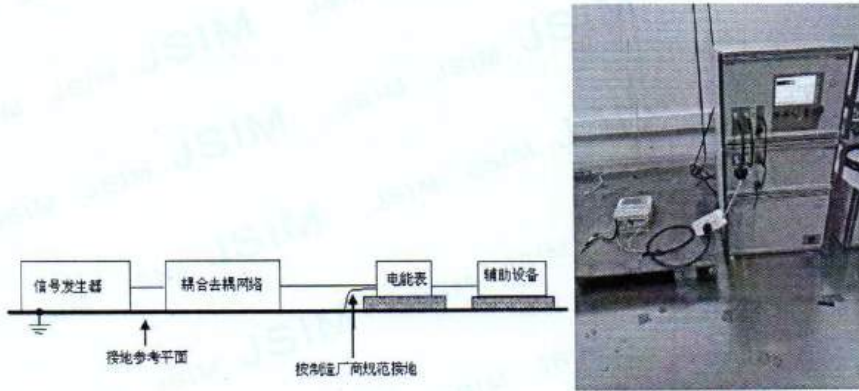 信号发生器
耦合去耦网络
电能表
辅助设备
接地参考平面
按制造厂商规范接地